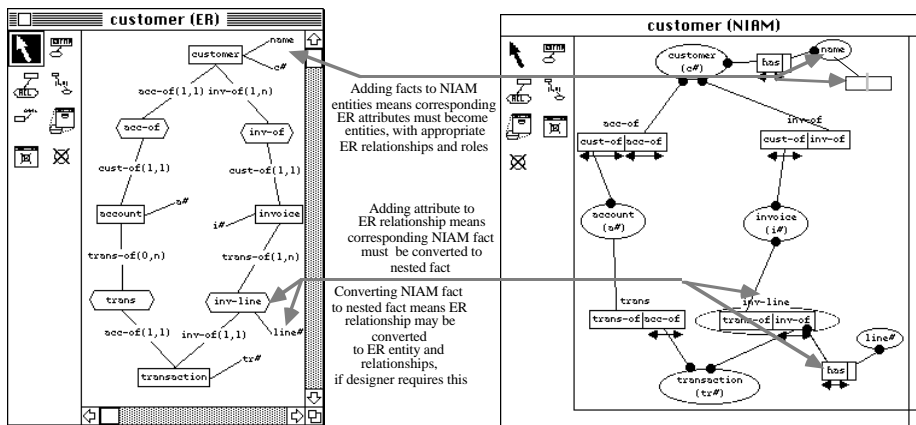 customer (ER)
customer
name
c#
acc-of(1,1) inv-of(1,n)
acc-of
inv-of
cust-of(1,1)
cust-of(1,1)
account
a#
i#
invoice
trans-of(0,n)
trans-of(1,n)
trans
inv-line
line#
acc-of(1,1)
inv-of(1,n)
transaction
tr#
Adding facts to NIAM
entities means corresponding
ER attributes must become
entities, with appropriate
ER relationships and roles
Adding attribute to
ER relationship means
corresponding NIAM fact
must be converted to
nested fact
Converting NIAM fact
to nested fact means ER
relationship may be
converted
to ER entity and
relationships,
if designer requires this
customer (NIAM)
customer
(c#)
has
name
acc-of
cust-of acc-of
inv-of
cust-of inv-of
account
(a#)
invoice
(i#)
trans
trans-of acc-of
inv-line
trans-of inv-of
line#
has
transaction
(tr#)